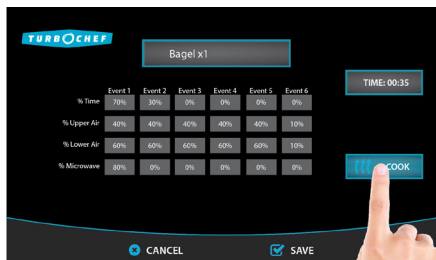 TURBOCHEF
Bagel x1
TIME: 00:35
Event 1 Event 2 Event 3 Event 4 Event 5 Event 6
% Time 70% 30% 0% 0% 0% 0%
% Upper Air 40% 40% 40% 40% 40% 10%
% Lower Air 60% 60% 60% 60% 60% 10%
% Microwave 80% 0% 0% 0% 0% 0%
COOK
CANCEL
SAVE